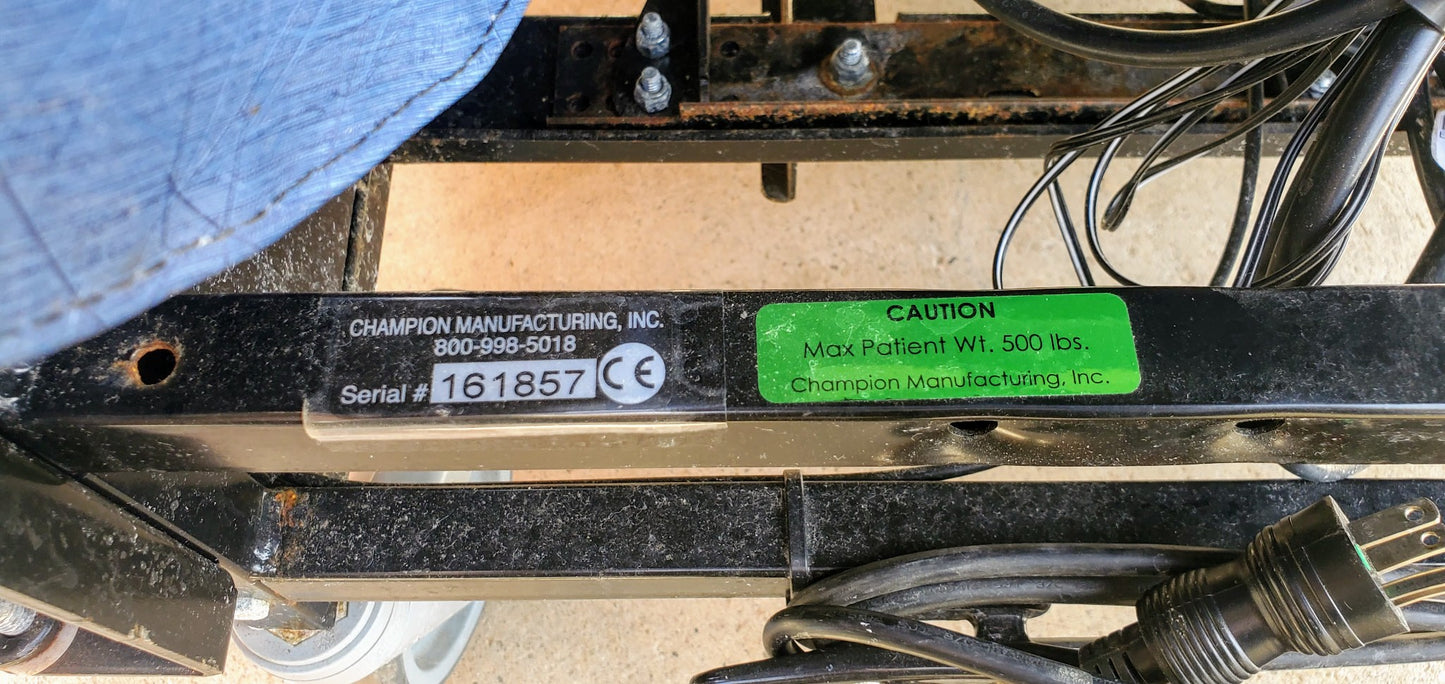 CHAMPION MANUFACTURING, INC.
800-998-5018
Serial # 161857 CE
CAUTION
Max Patient Wt. 500 lbs.
Champion Manufacturing, Inc.